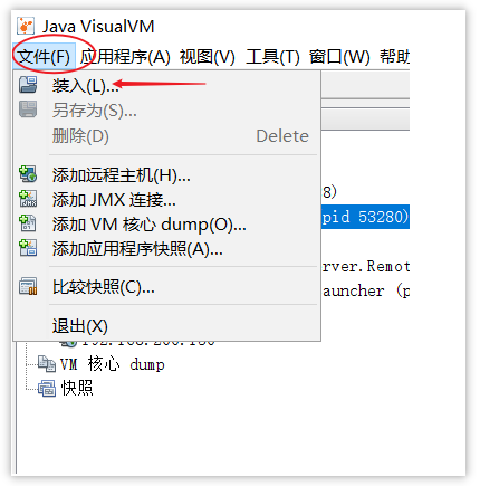 Java VisualVM
文件(F) 应用程序(A) 视图(V) 工具(T) 窗口(W) 帮助
装入(L)...
另存为(S)...
删除(D) Delete
添加远程主机(H)...
8)
添加 JMX 连接...
pid 53280)
添加 VM 核心 dump(O)...
添加应用程序快照(A)...
erver.Remot
比较快照(C)...
auncher (p
退出(X)
VM 核心 dump
快照